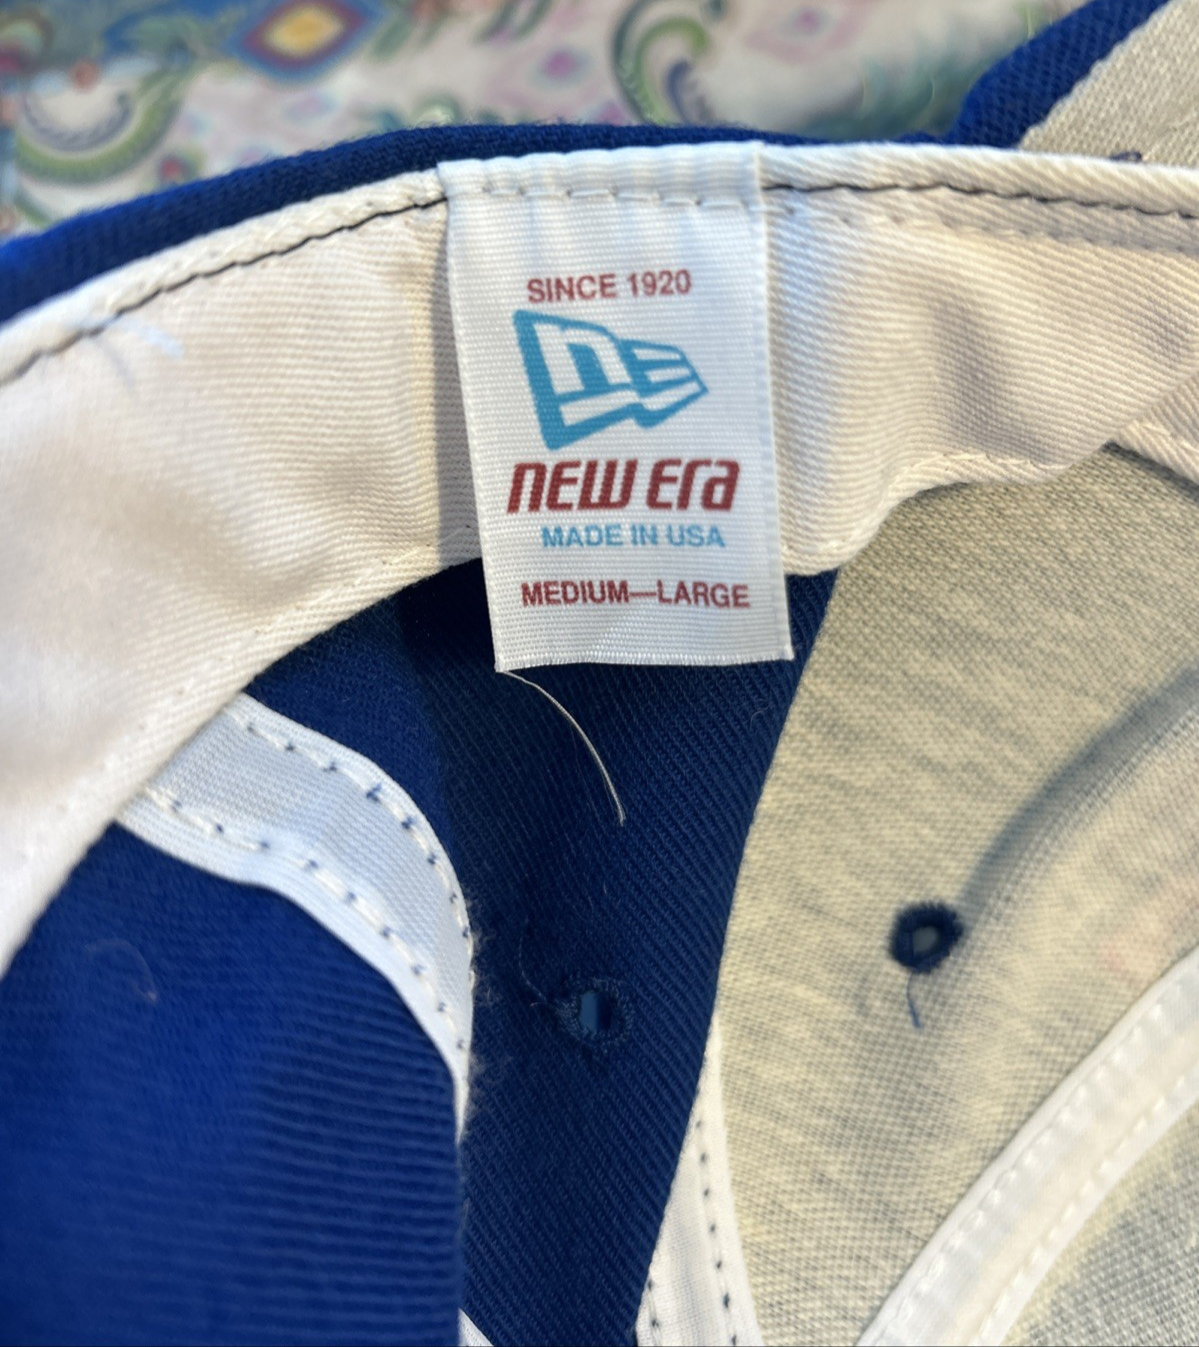 SINCE 1920
NEW ERA
MADE IN USA
MEDIUM—LARGE